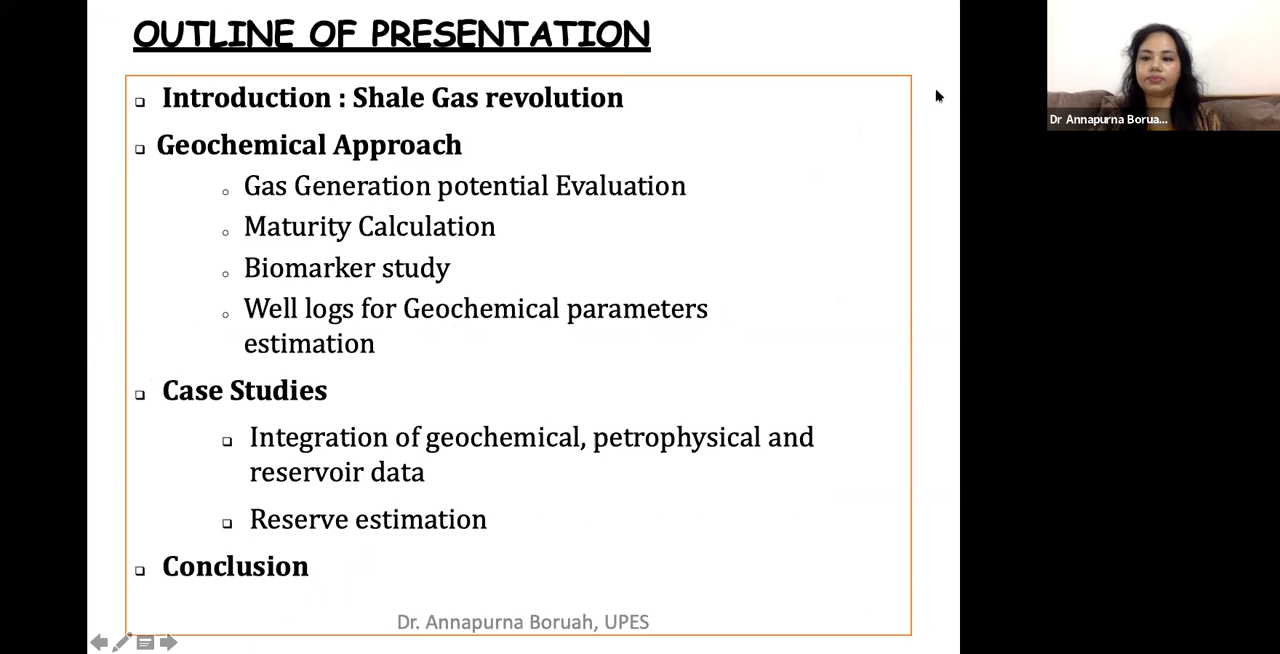 OUTLINE OF PRESENTATION
Introduction : Shale Gas revolution
Geochemical Approach
Gas Generation potential Evaluation
Maturity Calculation
Biomarker study
Well logs for Geochemical parameters
estimation
Case Studies
Integration of geochemical, petrophysical and
reservoir data
Reserve estimation
Conclusion
Dr. Annapurna Boruah, UPES
Dr Annapurna Borua...